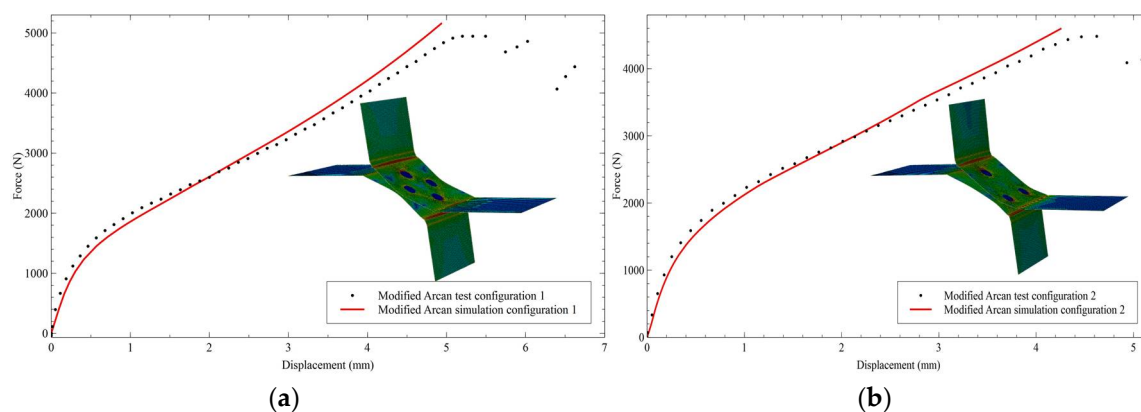 5000
4000
3000
2000
1000
0
Force (N)
0 1 2 3 4 5 6 7
Displacement (mm)
Modified Arcan test configuration 1
Modified Arcan simulation configuration 1
(a)
4000
3000
2000
1000
0
Force (N)
0 1 2 3 4 5
Displacement (mm)
Modified Arcan test configuration 2
Modified Arcan simulation configuration 2
(b)